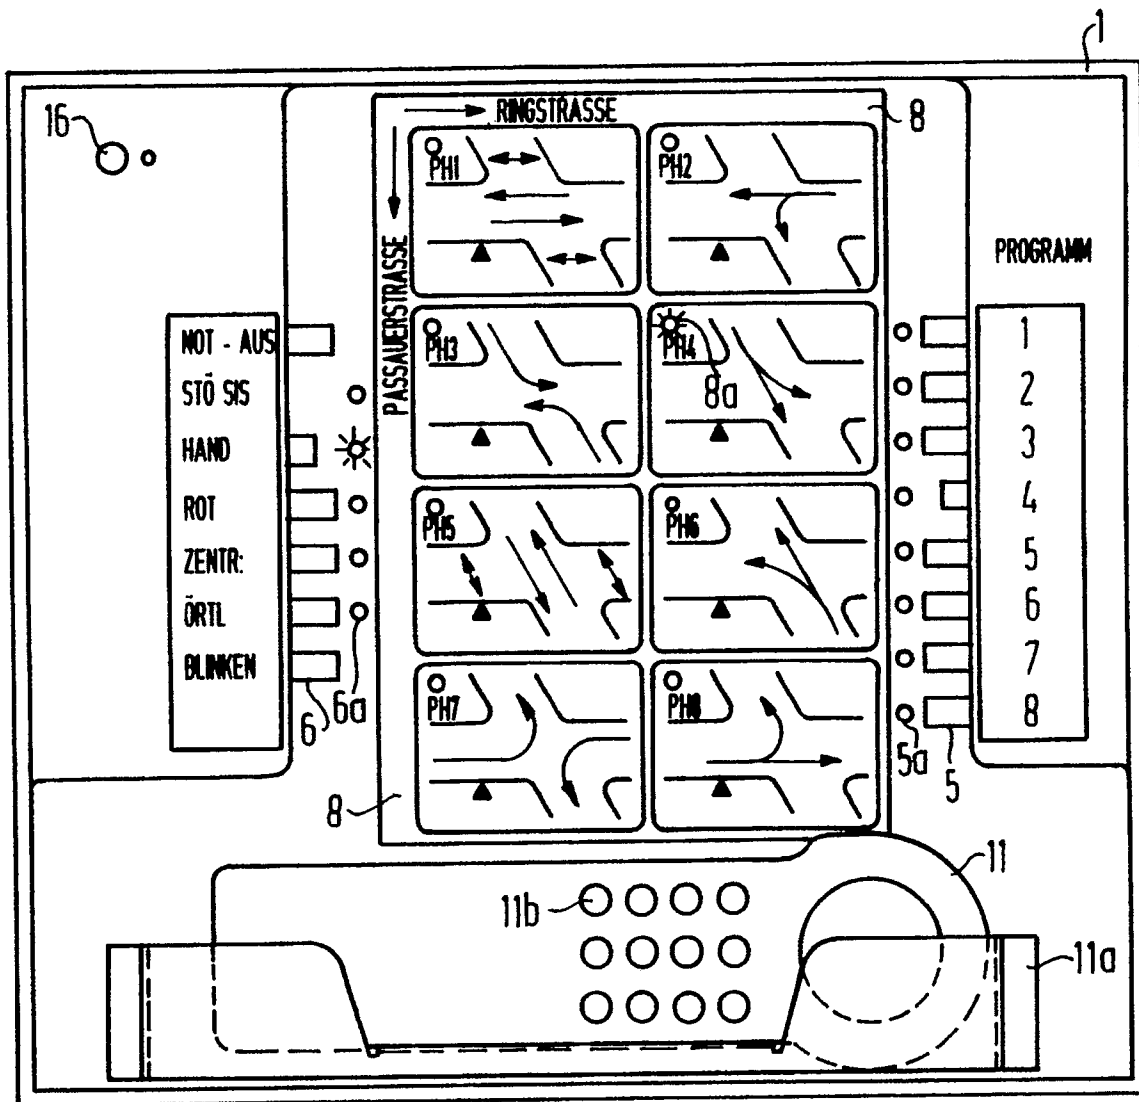 1
16
RINGSTRASSE
8
PASSAUERSTRASSE
PH1
PH2
PROGRAMM
NOT - AUS
STÖ SIS
HAND
ROT
ZENTR:
ÖRTL
BLINKEN
PH3
PH4
8a
1
2
3
4
5
6
7
8
PH5
PH6
6
6a
PH7
PH8
5a
5
8
11
11b
11a